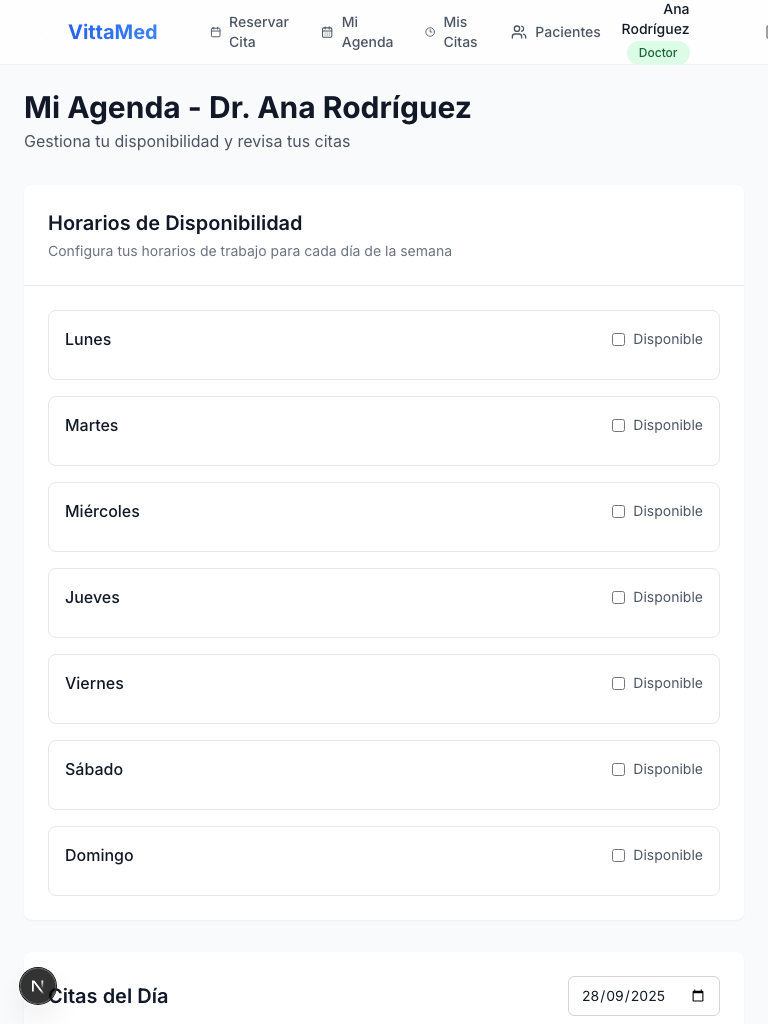 VittaMed
Reservar
Cita
Mi
Agenda
Mis
Citas
Pacientes
Ana
Rodríguez
Doctor
Mi Agenda - Dr. Ana Rodríguez
Gestiona tu disponibilidad y revisa tus citas
Horarios de Disponibilidad
Configura tus horarios de trabajo para cada día de la semana
Lunes
Disponible
Martes
Disponible
Miércoles
Disponible
Jueves
Disponible
Viernes
Disponible
Sábado
Disponible
Domingo
Disponible
N
Citas del Día
28/09/2025